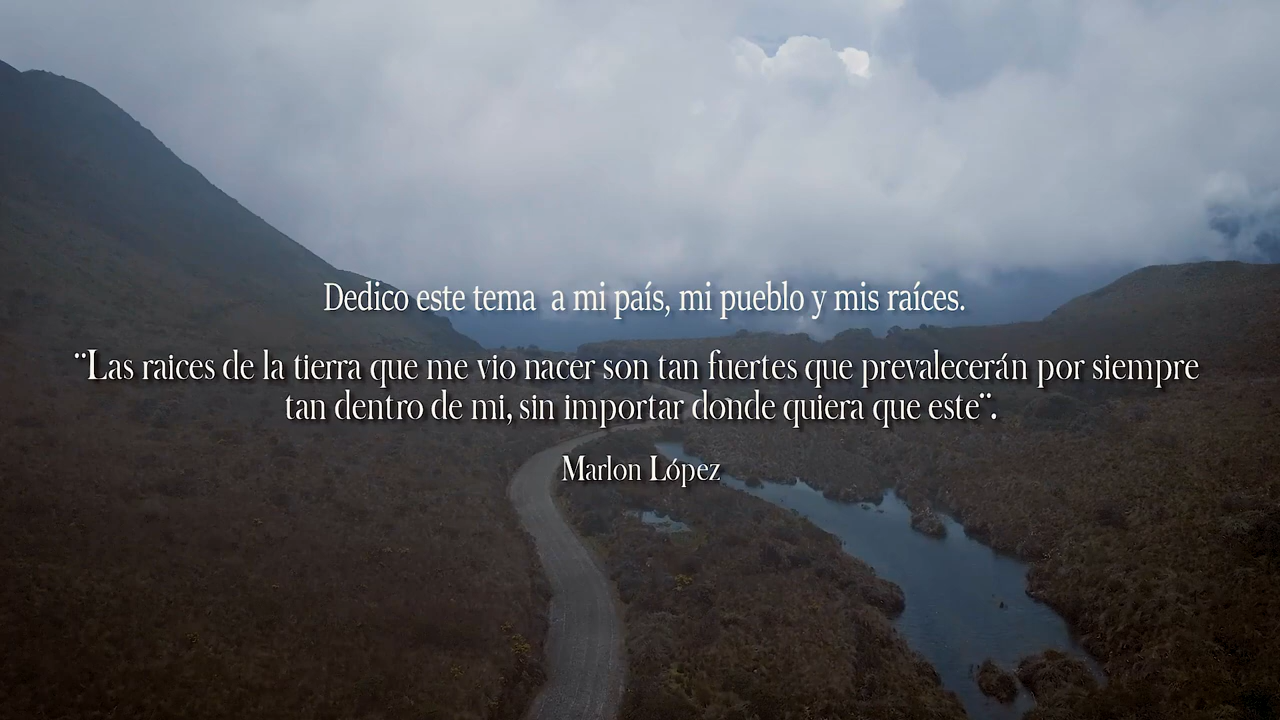 Dedico este tema  a mi país, mi pueblo y mis raíces.
¨Las raices de la tierra que me vio nacer son tan fuertes que prevalecerán por siempre
tan dentro de mi, sin importar donde quiera que este¨.
Marlon López